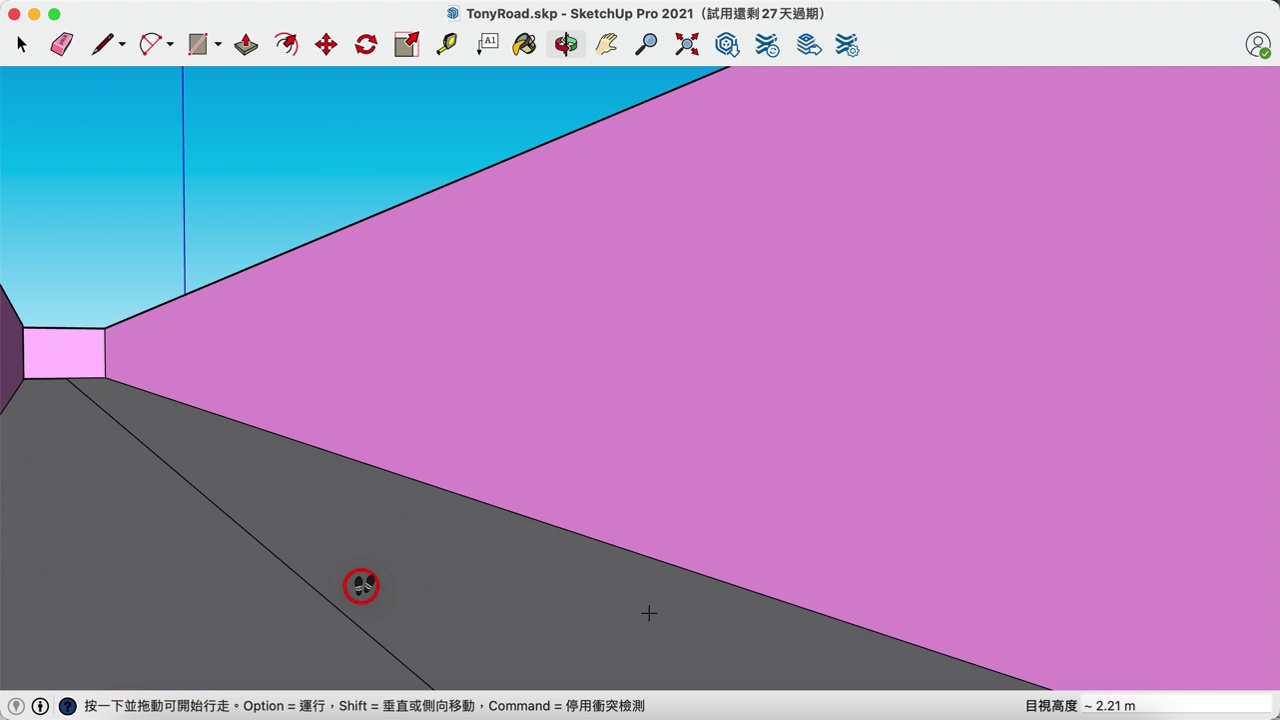 TonyRoad.skp - SketchUp Pro 2021（試用還剩 27 天過期）
A1
按一下並拖動可開始行走。Option = 運行，Shift = 垂直或側向移動，Command = 停用衝突檢測
目視高度 ~ 2.21 m